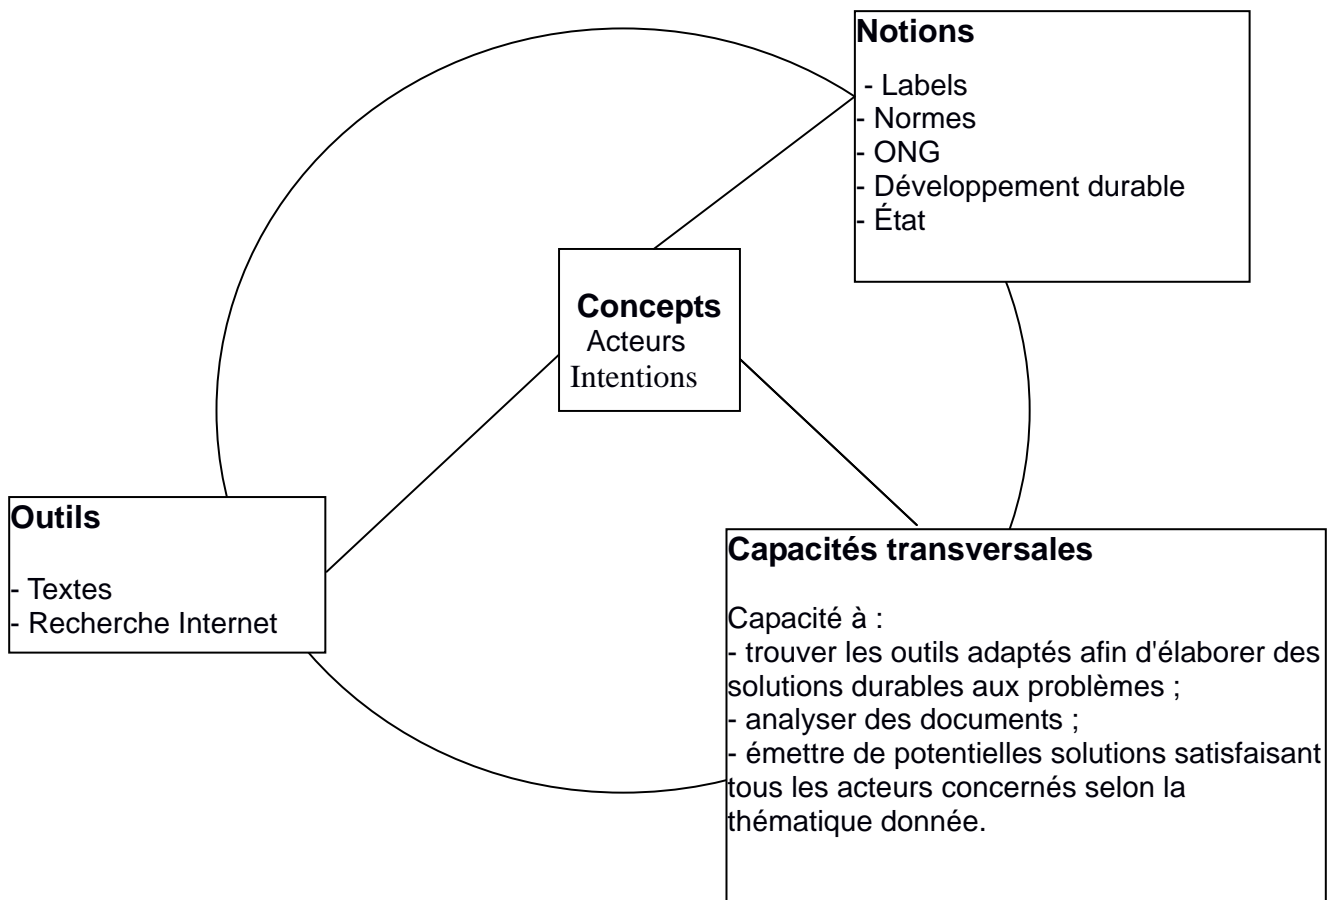 Notions
- Labels
- Normes
- ONG
- Développement durable
- État
Concepts
Acteurs
Intentions
Outils
- Textes
- Recherche Internet
Capacités transversales
Capacité à :
- trouver les outils adaptés afin d'élaborer des
solutions durables aux problèmes ;
- analyser des documents ;
- émettre de potentielles solutions satisfaisant
tous les acteurs concernés selon la
thématique donnée.